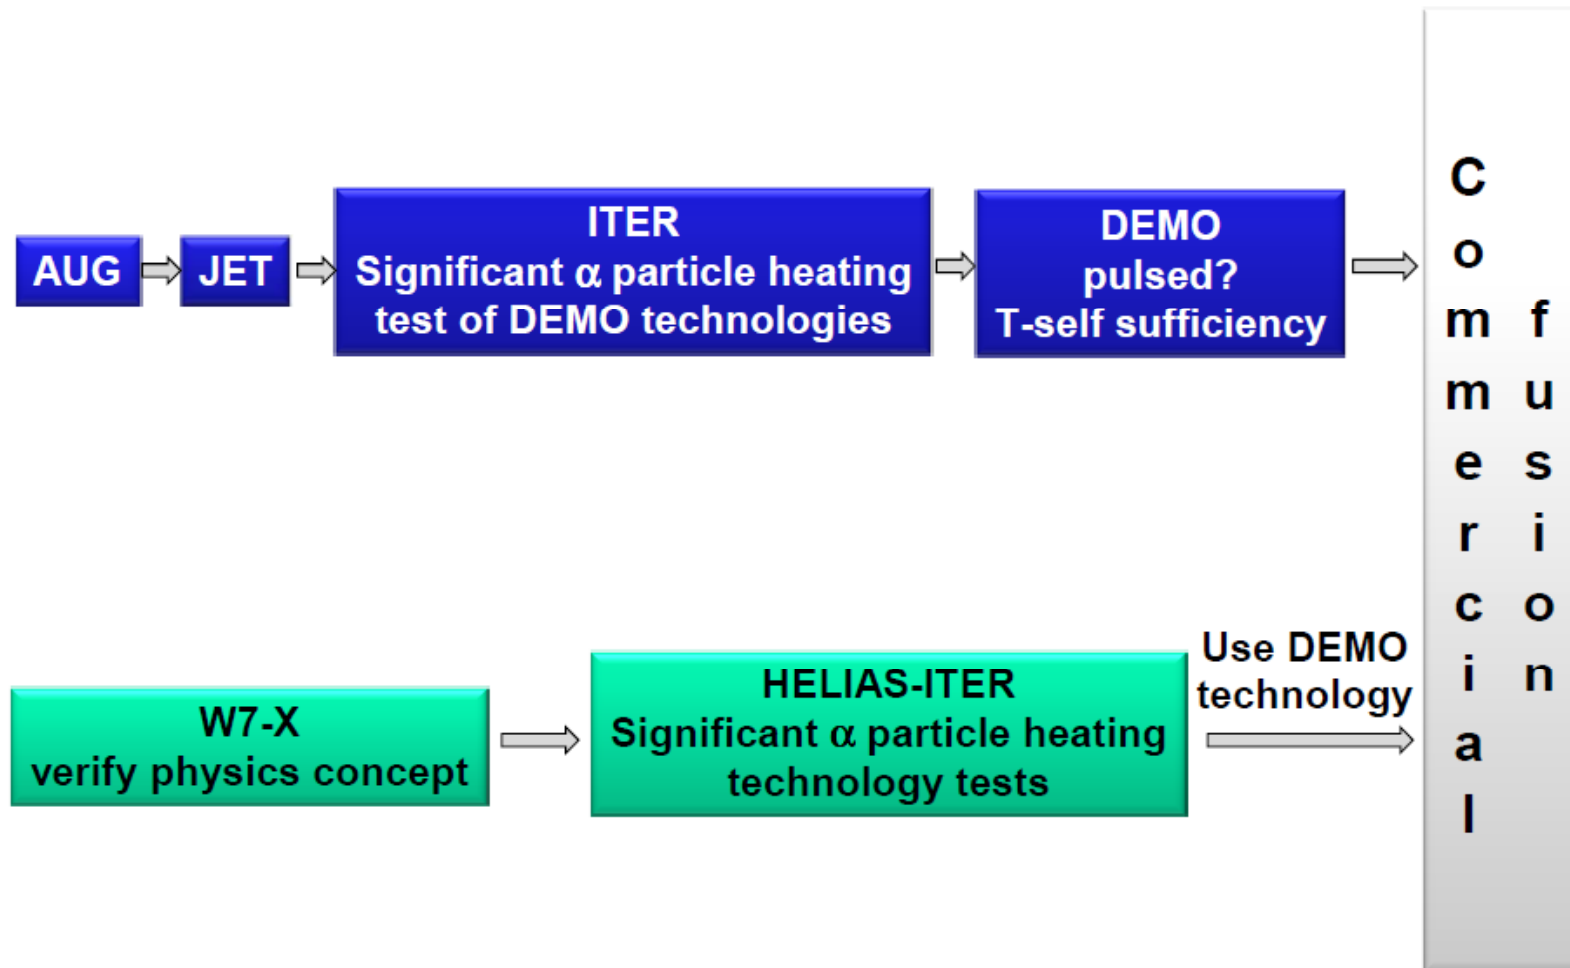 AUG
JET
ITER
Significant α particle heating
test of DEMO technologies
DEMO
pulsed?
T-self sufficiency
W7-X
verify physics concept
HELIAS-ITER
Significant α particle heating
technology tests
Use DEMO
technology
Commercial
fusion